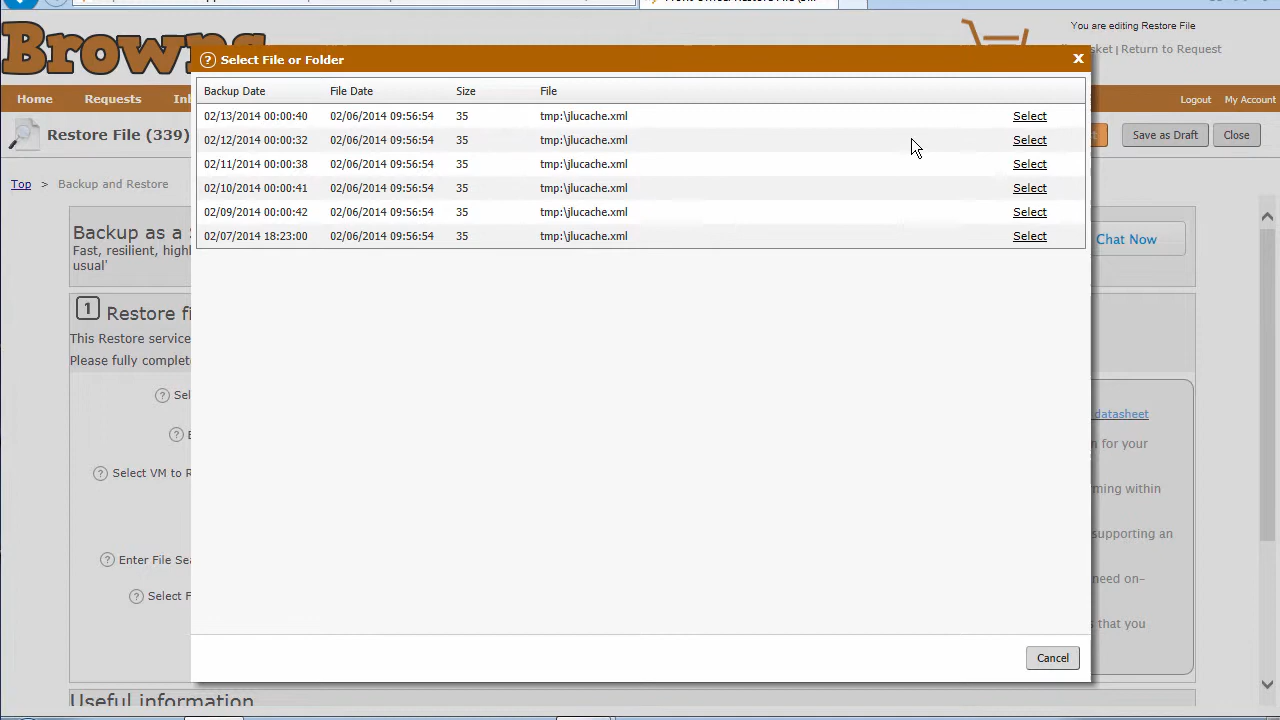 You are editing Restore File
Browns
Return to Request
Home Requests
Logout My Account
Restore File (339)
Save as Draft Close
Top > Backup and Restore
Backup as a
Fast, resilient,
usual'
Chat Now
1 Restore
This Restore service
Please fully
Select VM to
datasheet
for your
within
supporting an
need on-
that you
Enter File
Select
Useful information
? Select File or Folder X
Backup Date File Date Size File
02/13/2014 00:00:40 02/06/2014 09:56:54 35 tmp:\jlucache.xml Select
02/12/2014 00:00:32 02/06/2014 09:56:54 35 tmp:\jlucache.xml Select
02/11/2014 00:00:38 02/06/2014 09:56:54 35 tmp:\jlucache.xml Select
02/10/2014 00:00:41 02/06/2014 09:56:54 35 tmp:\jlucache.xml Select
02/09/2014 00:00:42 02/06/2014 09:56:54 35 tmp:\jlucache.xml Select
02/07/2014 18:23:00 02/06/2014 09:56:54 35 tmp:\jlucache.xml Select
Cancel